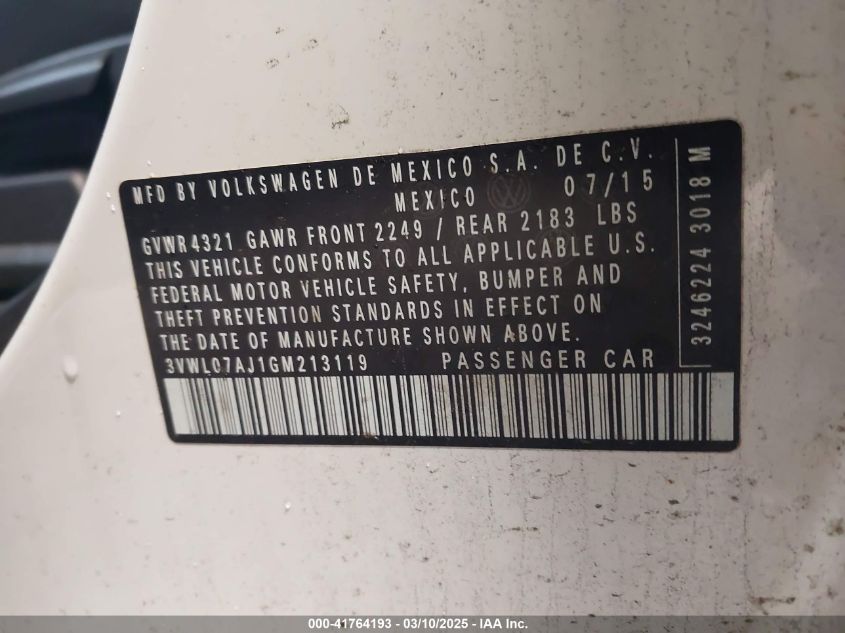 MFD BY VOLKSWAGEN DE MEXICO S.A. DE C.V.
MEXICO 07/15
GVWR 4321 GAWR FRONT 2249 / REAR 2183 LBS
THIS VEHICLE CONFORMS TO ALL APPLICABLE U.S.
FEDERAL MOTOR VEHICLE SAFETY, BUMPER AND
THEFT PREVENTION STANDARDS IN EFFECT ON
THE DATE OF MANUFACTURE SHOWN ABOVE.
3VWL07AJ1GM213119 PASSENGER CAR
3246224 3018 M
000-41764193 - 03/10/2025 - IAA Inc.